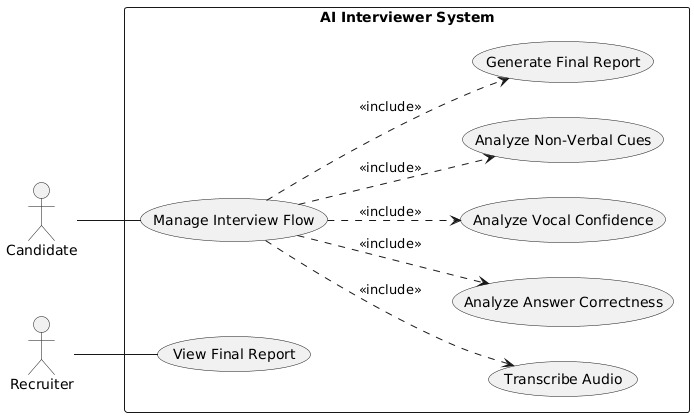 AI Interviewer System
Generate Final Report
«include»
Analyze Non-Verbal Cues
«include»
Manage Interview Flow
«include»
Analyze Vocal Confidence
Candidate
«include»
Analyze Answer Correctness
«include»
View Final Report
Recruiter
Transcribe Audio